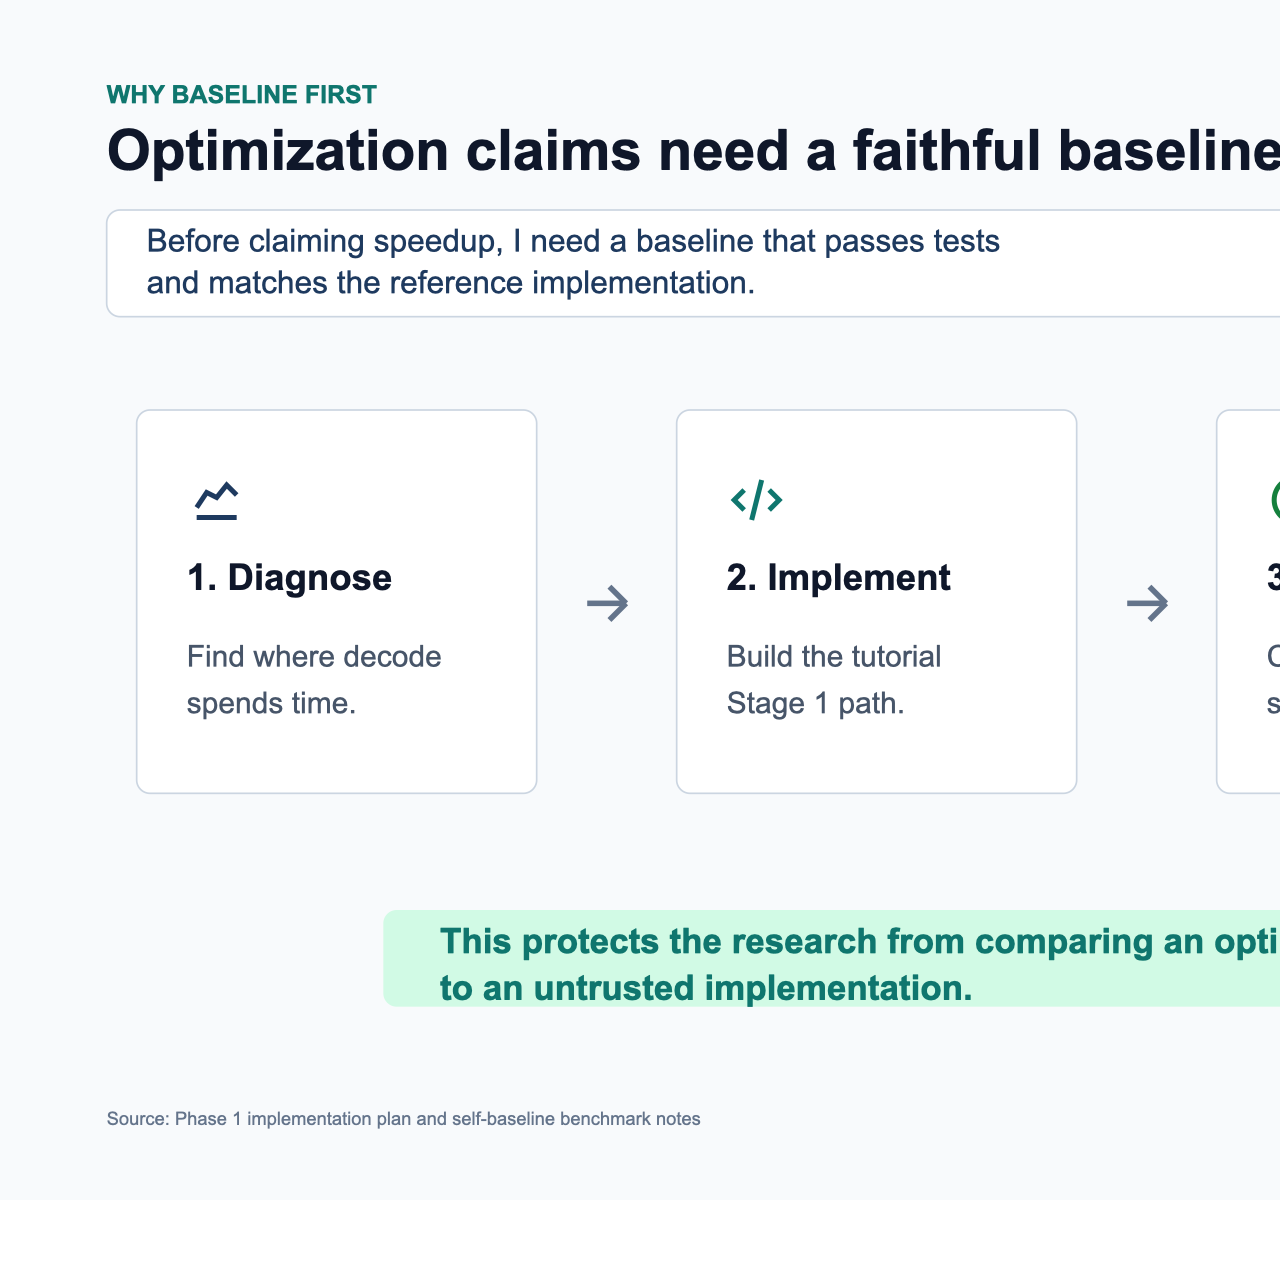 WHY BASELINE FIRST
Optimization claims need a faithful baseline
Before claiming speedup, I need a baseline that passes tests
and matches the reference implementation.
1. Diagnose
Find where decode
spends time.
2. Implement
Build the tutorial
Stage 1 path.
3
This protects the research from comparing an opti
to an untrusted implementation.
Source: Phase 1 implementation plan and self-baseline benchmark notes